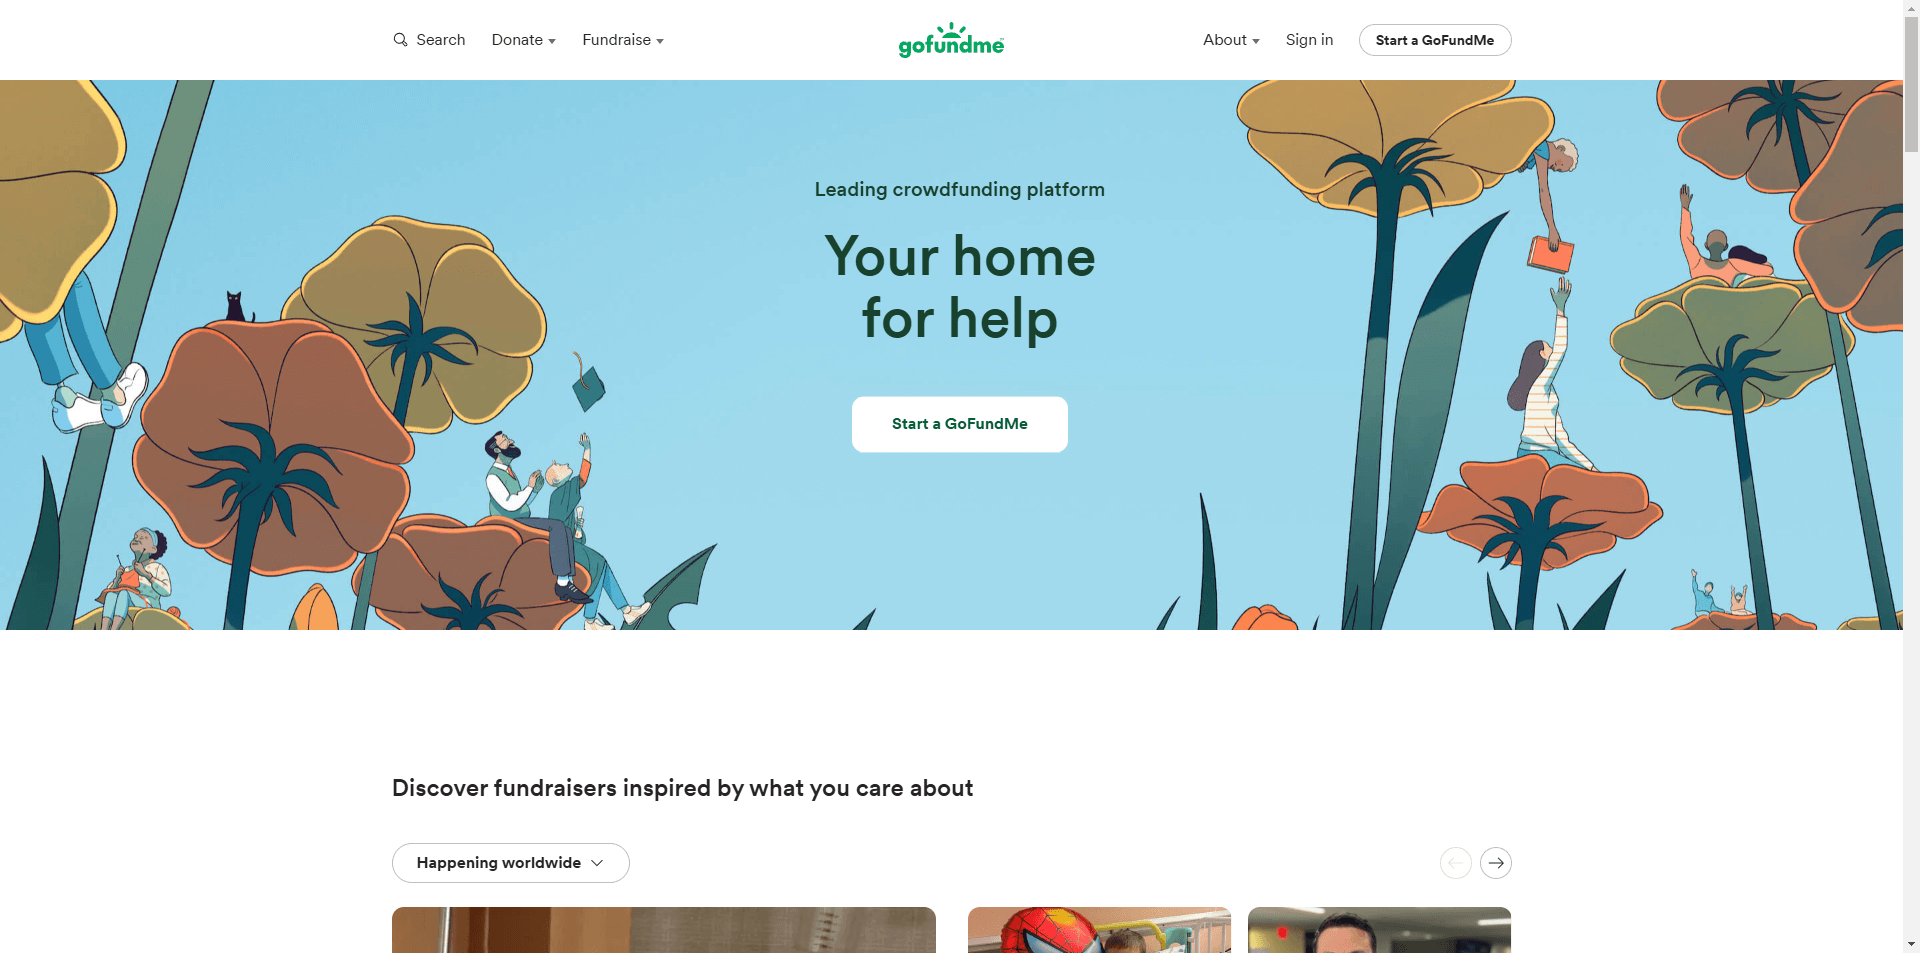 Search
Donate
Fundraise
gofundme
About
Sign in
Start a GoFundMe
Leading crowdfunding platform
Your home
for help
Start a GoFundMe
Discover fundraisers inspired by what you care about
Happening worldwide